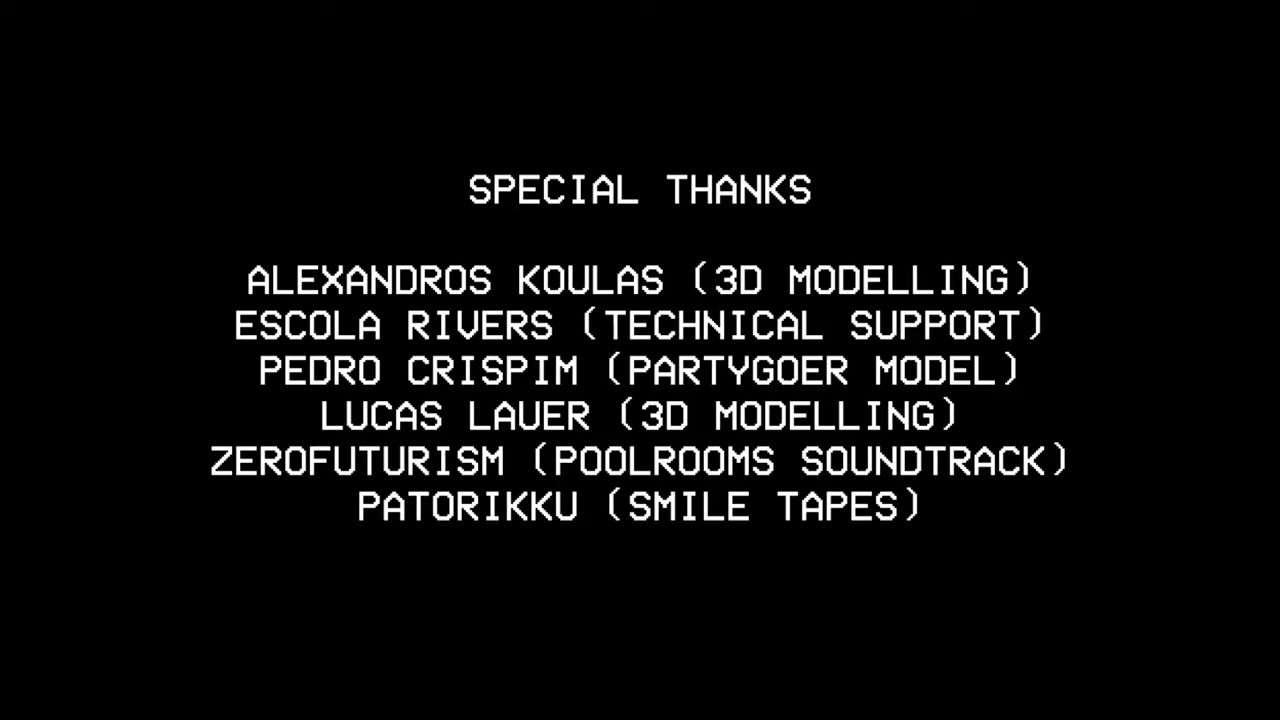 SPECIAL THANKS
ALEXANDROS KOULAS (3D MODELLING)
ESCOLA RIVERS (TECHNICAL SUPPORT)
PEDRO CRISPIM (PARTYGOER MODEL)
LUCAS LAUER (3D MODELLING)
ZEROFUTURISM (POOLROOMS SOUNDTRACK)
PATORIKKU (SMILE TAPES)